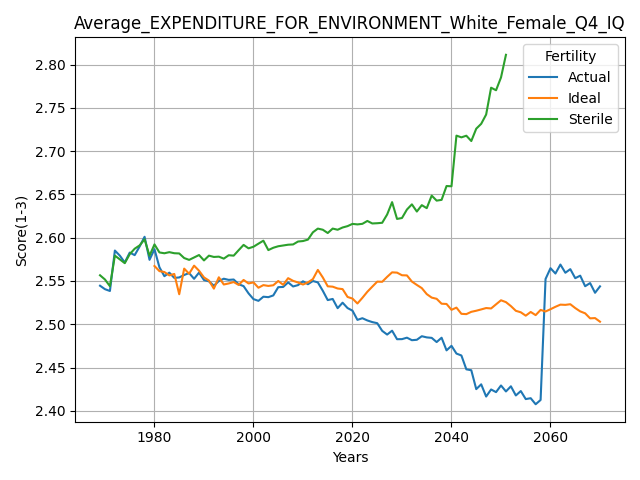 Average_EXPENDITURE_FOR_ENVIRONMENT_White_Female_Q4_IQ
Fertility
Actual
Ideal
Sterile
Score(1-3)
2.80
2.75
2.70
2.65
2.60
2.55
2.50
2.45
2.40
1980 2000 2020 2040 2060
Years